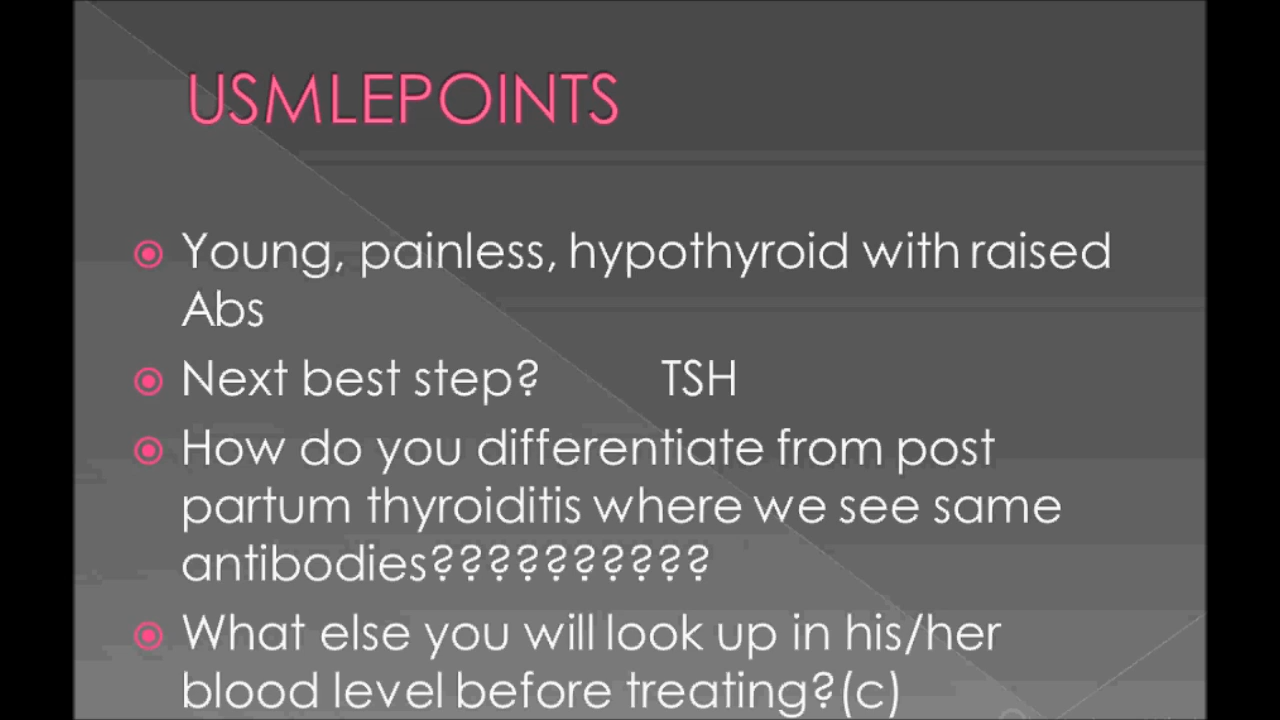 USMLEPOINTS
Young, painless, hypothyroid with raised
Abs
Next best step? TSH
How do you differentiate from post
partum thyroiditis where we see same
antibodies??????????
What else you will look up in his/her
blood level before treating?(c)